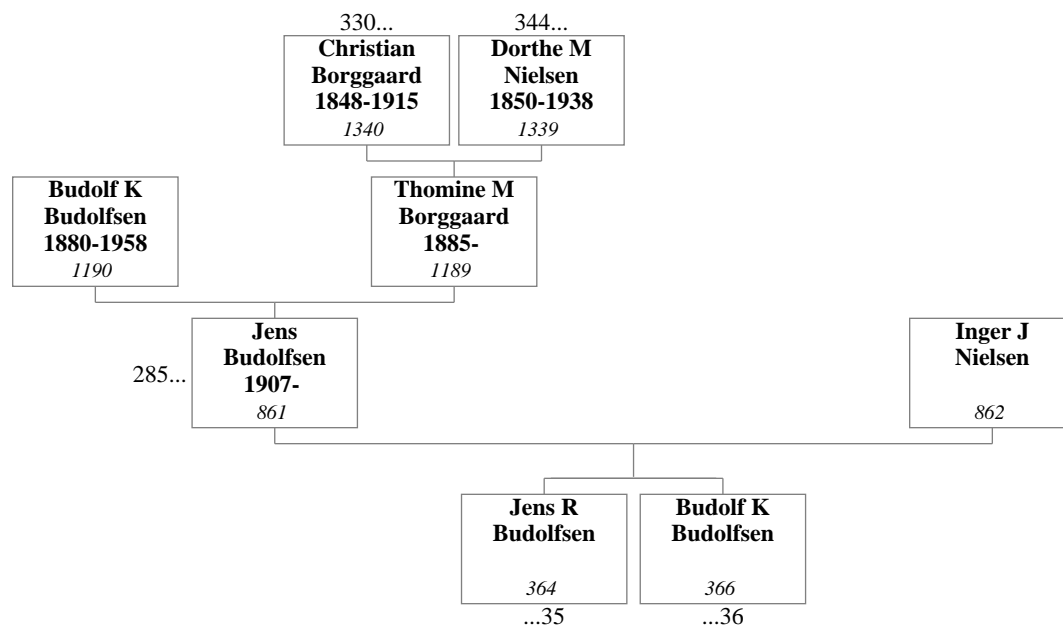 330...
Christian
Borggaard
1848-1915
1340
344...
Dorthe M
Nielsen
1850-1938
1339
Budolf K
Budolfsen
1880-1958
1190
Thomine M
Borggaard
1885-
1189
285...
Jens
Budolfsen
1907-
861
Inger J
Nielsen
862
Jens R
Budolfsen
364
...35
Budolf K
Budolfsen
366
...36